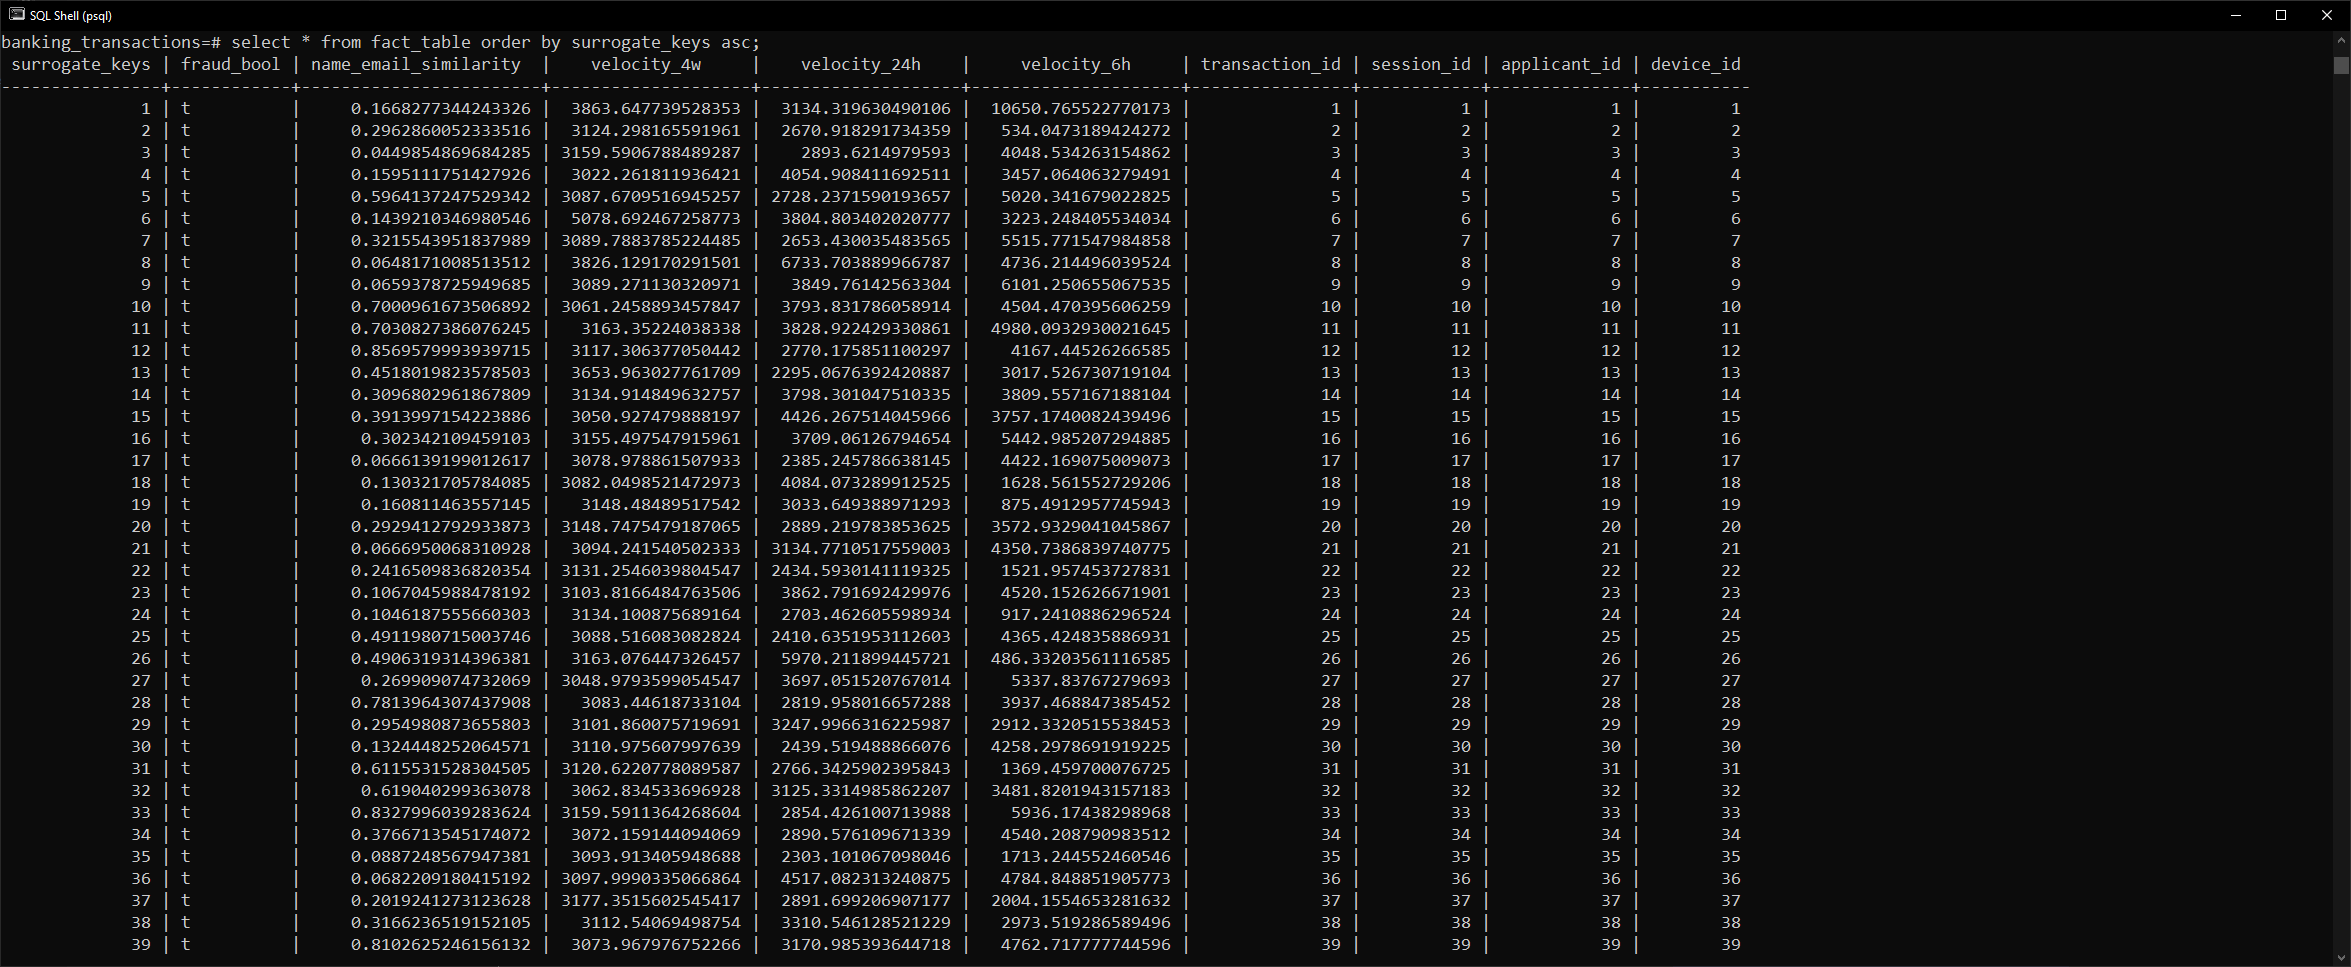 SQL Shell (psql)
banking_transactions=# select * from fact_table order by surrogate_keys asc;
surrogate_keys | fraud_bool | name_email_similarity | velocity_4w | velocity_24h | velocity_6h | transaction_id | session_id | applicant_id | device_id
----------------+------------+-----------------------+--------------------+--------------------+--------------------+----------------+------------+--------------+-----------
1 | t | 0.1668277344243326 | 3863.647739528353 | 3134.319630490106 | 10650.765522770173 | 1 | 1 | 1 | 1
2 | t | 0.2962860052333516 | 3124.298165591961 | 2670.918291734359 | 534.0473189424272 | 2 | 2 | 2 | 2
3 | t | 0.0449854869684285 | 3159.5906788489287 | 2893.6214979593 | 4048.534263154862 | 3 | 3 | 3 | 3
4 | t | 0.1595111751427926 | 3022.261811936421 | 4054.908411692511 | 3457.064063279491 | 4 | 4 | 4 | 4
5 | t | 0.5964137247529342 | 3087.6709516945257 | 2728.2371590193657 | 5020.341679022825 | 5 | 5 | 5 | 5
6 | t | 0.1439210346980546 | 5078.692467258773 | 3804.803402020777 | 3223.248405534034 | 6 | 6 | 6 | 6
7 | t | 0.3215543951837989 | 3089.7883785224485 | 2653.430035483565 | 5515.771547984858 | 7 | 7 | 7 | 7
8 | t | 0.0648171008513512 | 3826.129170291501 | 6733.703889966787 | 4736.214496039524 | 8 | 8 | 8 | 8
9 | t | 0.0659378725949685 | 3089.271130320971 | 3849.76142563304 | 6101.250655067535 | 9 | 9 | 9 | 9
10 | t | 0.7000961673506892 | 3061.2458893457847 | 3793.831786058914 | 4504.470395606259 | 10 | 10 | 10 | 10
11 | t | 0.7030827386076245 | 3163.35224038338 | 3828.922429330861 | 4980.0932930021645 | 11 | 11 | 11 | 11
12 | t | 0.8569579993939715 | 3117.306377050442 | 2770.175851100297 | 4167.44526266585 | 12 | 12 | 12 | 12
13 | t | 0.4518019823578503 | 3653.963027761709 | 2295.0676392420887 | 3017.526730719104 | 13 | 13 | 13 | 13
14 | t | 0.3096802961867809 | 3134.914849632757 | 3798.301047510335 | 3809.557167188104 | 14 | 14 | 14 | 14
15 | t | 0.3913997154223886 | 3050.927479888197 | 4426.267514045966 | 3757.1740082439496 | 15 | 15 | 15 | 15
16 | t | 0.302342109459103 | 3155.497547915961 | 3709.06126794654 | 5442.985207294885 | 16 | 16 | 16 | 16
17 | t | 0.0666139199012617 | 3078.978861507933 | 2385.245786638145 | 4422.169075009073 | 17 | 17 | 17 | 17
18 | t | 0.130321705784085 | 3082.0498521472973 | 4084.073289912525 | 1628.561552729206 | 18 | 18 | 18 | 18
19 | t | 0.160811463557145 | 3148.48489517542 | 3033.649388971293 | 875.4912957745943 | 19 | 19 | 19 | 19
20 | t | 0.2929412792933873 | 3148.7475479187065 | 2889.219783853625 | 3572.9329041045867 | 20 | 20 | 20 | 20
21 | t | 0.0666950068310928 | 3094.241540502333 | 3134.7710517559003 | 4350.7386839740775 | 21 | 21 | 21 | 21
22 | t | 0.2416509836820354 | 3131.2546039804547 | 2434.5930141119325 | 1521.957453727831 | 22 | 22 | 22 | 22
23 | t | 0.1067045988478192 | 3103.8166484763506 | 3862.791692429976 | 4520.152626671901 | 23 | 23 | 23 | 23
24 | t | 0.1046187555660303 | 3134.100875689164 | 2703.462605598934 | 917.2410886296524 | 24 | 24 | 24 | 24
25 | t | 0.4911980715003746 | 3088.516083082824 | 2410.6351953112603 | 4365.424835886931 | 25 | 25 | 25 | 25
26 | t | 0.4906319314396381 | 3163.076447326457 | 5970.211899445721 | 486.33203561116585 | 26 | 26 | 26 | 26
27 | t | 0.269909074732069 | 3048.9793599054547 | 3697.051520767014 | 5337.83767279693 | 27 | 27 | 27 | 27
28 | t | 0.7813964307437908 | 3083.44618733104 | 2819.958016657288 | 3937.468847385452 | 28 | 28 | 28 | 28
29 | t | 0.2954980873655803 | 3101.860075719691 | 3247.9966316225987 | 2912.3320515538453 | 29 | 29 | 29 | 29
30 | t | 0.1324448252064571 | 3110.975607997639 | 2439.519488866076 | 4258.2978691919225 | 30 | 30 | 30 | 30
31 | t | 0.6115531528304505 | 3120.6220778089587 | 2766.3425902395843 | 1369.459700076725 | 31 | 31 | 31 | 31
32 | t | 0.619040299363078 | 3062.834533696928 | 3125.3314985862207 | 3481.8201943157183 | 32 | 32 | 32 | 32
33 | t | 0.8327996039283624 | 3159.5911364268604 | 2854.426100713988 | 5936.17438298968 | 33 | 33 | 33 | 33
34 | t | 0.3766713545174072 | 3072.159144094069 | 2890.576109671339 | 4540.208790983512 | 34 | 34 | 34 | 34
35 | t | 0.0887248567947381 | 3093.913405948688 | 2303.101067098046 | 1713.244552460546 | 35 | 35 | 35 | 35
36 | t | 0.0682209180415192 | 3097.9990335066864 | 4517.082313240875 | 4784.848851905773 | 36 | 36 | 36 | 36
37 | t | 0.2019241273123628 | 3177.3515602545417 | 2891.699206907177 | 2004.1554653281632 | 37 | 37 | 37 | 37
38 | t | 0.3166236519152105 | 3112.54069498754 | 3310.546128521229 | 2973.519286589496 | 38 | 38 | 38 | 38
39 | t | 0.8102625246156132 | 3073.967976752266 | 3170.985393644718 | 4762.717777744596 | 39 | 39 | 39 | 39